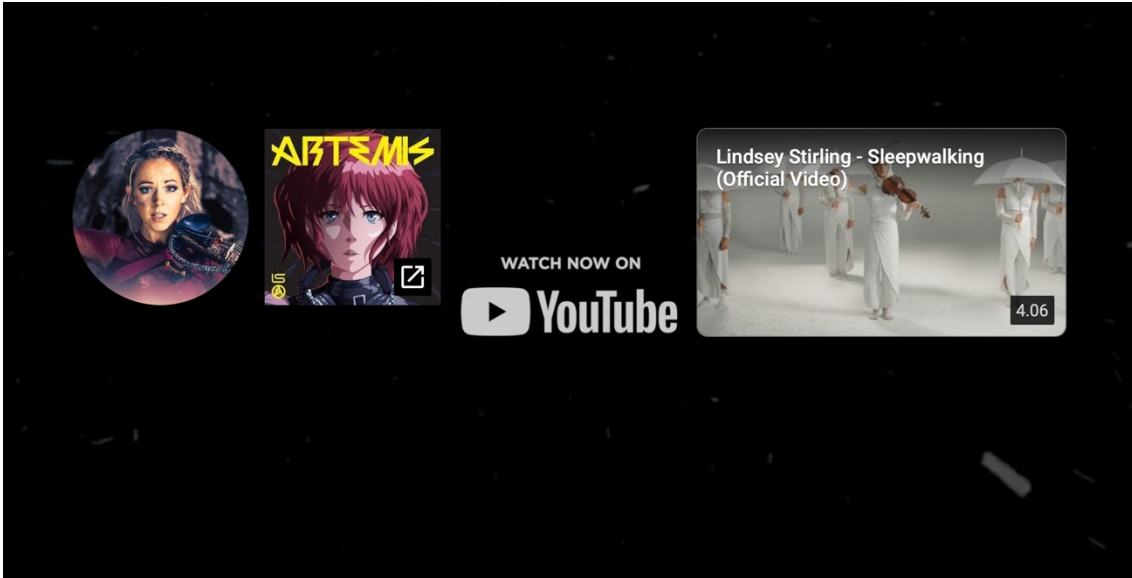 ARTEMIS
WATCH NOW ON
YouTube
Lindsey Stirling - Sleepwalking
(Official Video)
4.06